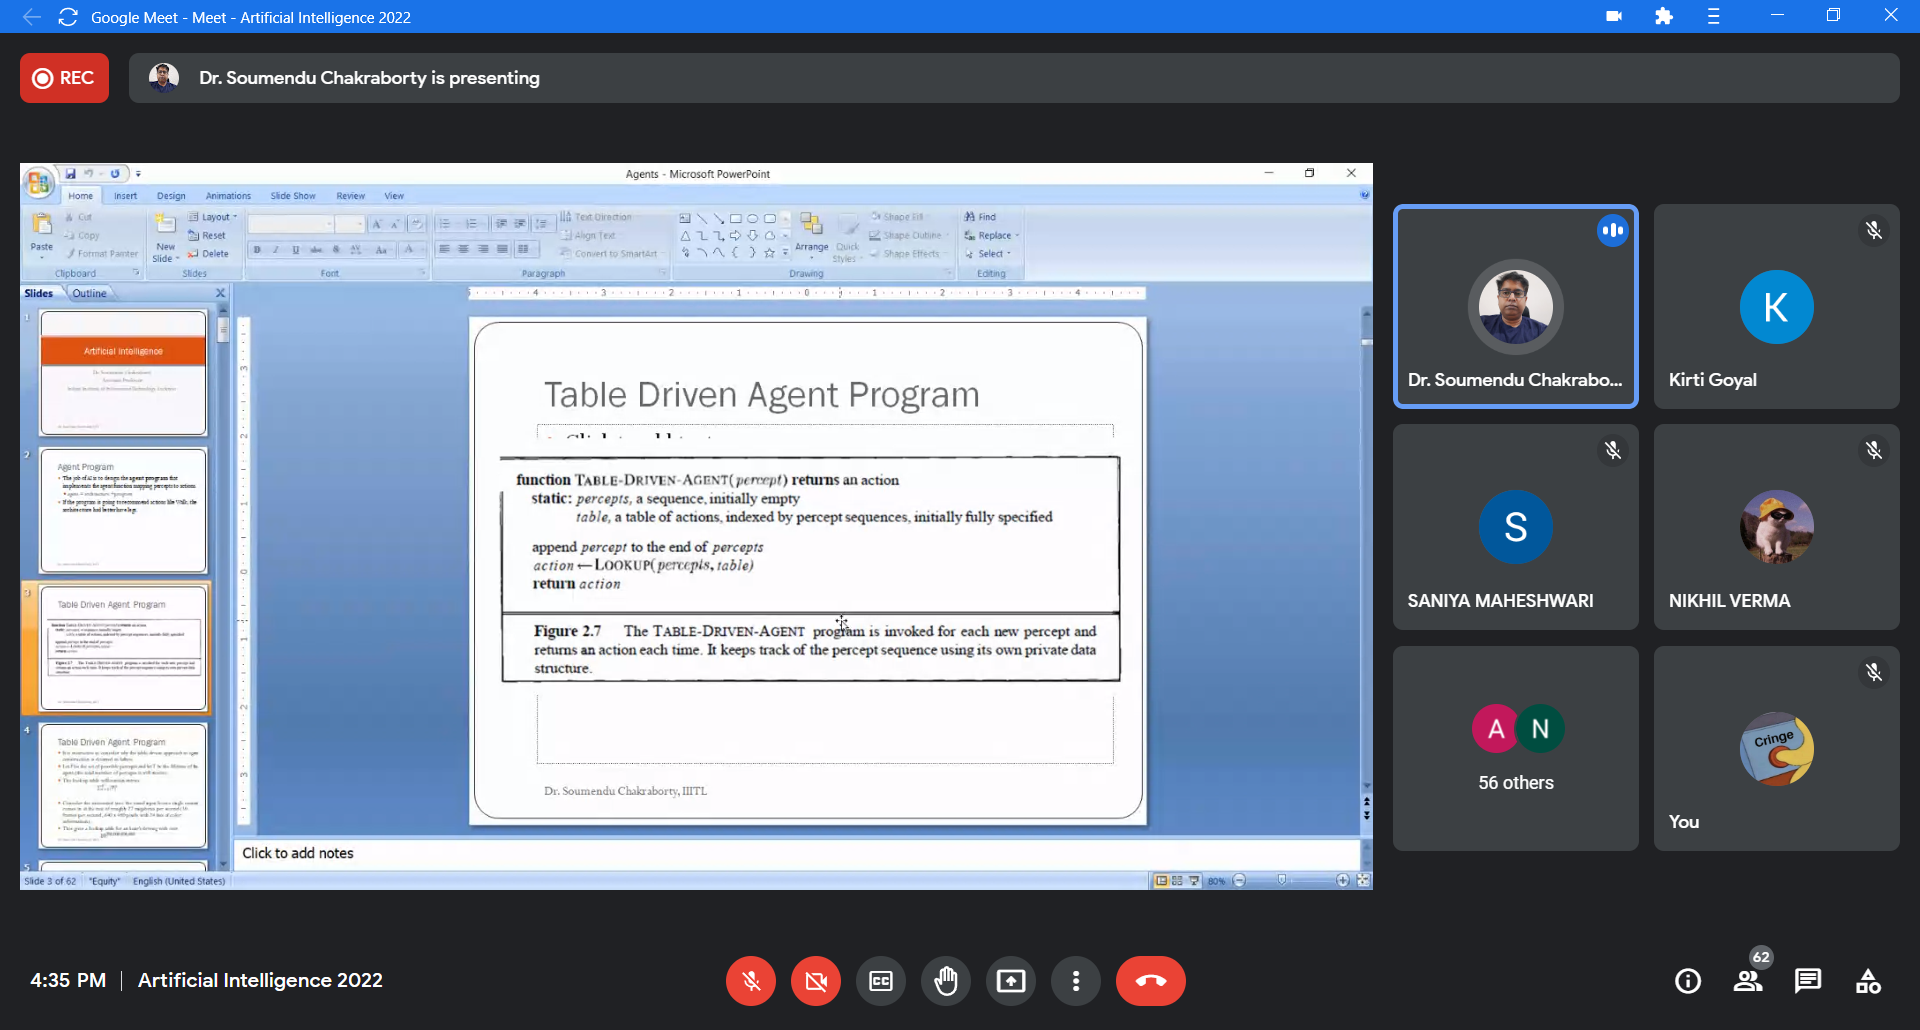 Google Meet - Meet - Artificial Intelligence 2022
REC
Dr. Soumendu Chakraborty is presenting
Agents - Microsoft PowerPoint
Home Insert Design Animations Slide Show Review View
Paste
Cut
Copy
Format Painter
Clipboard
New Slide
Layout
Reset
Delete
Slides
Font
Text Direction
Align Text
Convert to SmartArt
Paragraph
Arrange
Quick Styles
Shape Fill
Shape Outline
Shape Effects
Drawing
Find
Replace
Select
Editing
Slides Outline
1
Artificial Intelligence
2
Agent Program
3
Table Driven Agent Program
4
Table Driven Agent Program
5
Table Driven Agent Program
function TABLE-DRIVEN-AGENT(percept) returns an action
static: percepts, a sequence, initially empty
table, a table of actions, indexed by percept sequences, initially fully specified
append percept to the end of percepts
action ← LOOKUP(percepts, table)
return action
Figure 2.7 The TABLE-DRIVEN-AGENT program is invoked for each new percept and
returns an action each time. It keeps track of the percept sequence using its own private data
structure.
Dr. Soumendu Chakraborty, IIITL
Click to add notes
Slide 3 of 62 "Equity" English (United States) 80%
Dr. Soumendu Chakrabo...
K
Kirti Goyal
S
SANIYA MAHESHWARI
NIKHIL VERMA
A N
56 others
Cringe
You
4:35 PM | Artificial Intelligence 2022
CC
62